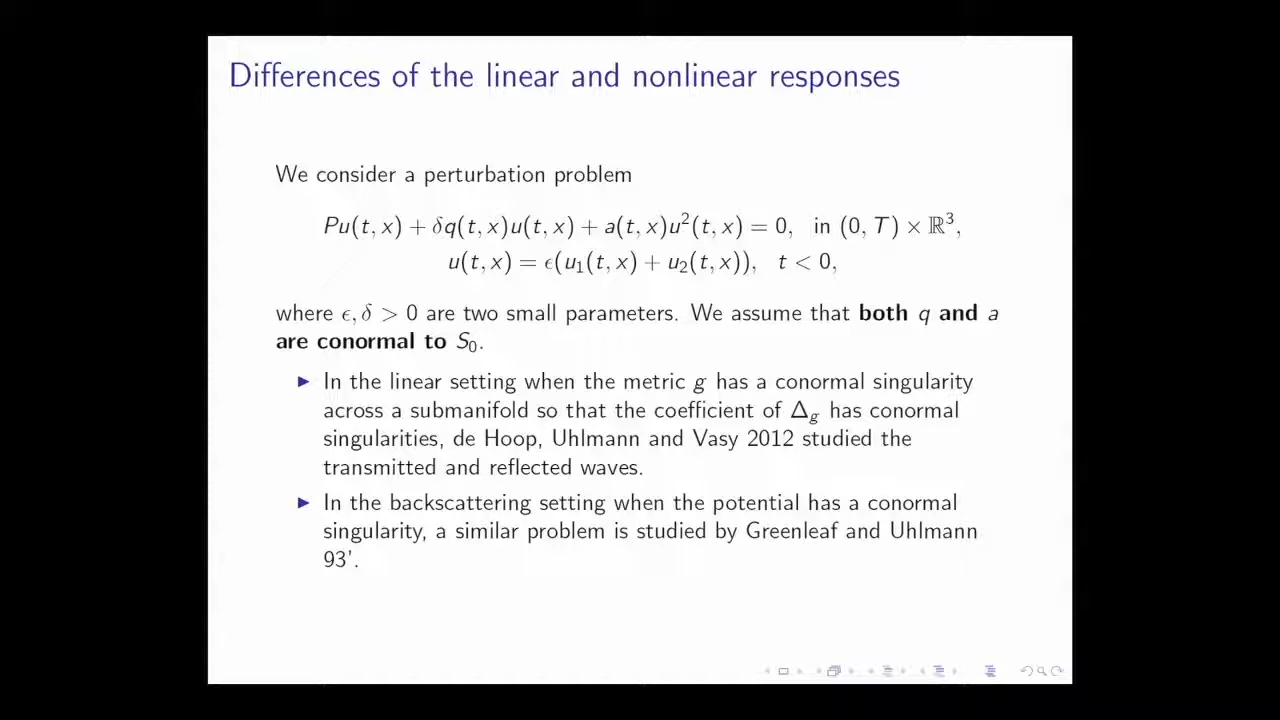 Differences of the linear and nonlinear responses
We consider a perturbation problem
Pu(t, x) + δq(t, x)u(t, x) + a(t, x)u²(t, x) = 0, in (0, T) × ℝ³,
u(t, x) = ϵ(u₁(t, x) + u₂(t, x)), t < 0,
where ϵ, δ > 0 are two small parameters. We assume that both q and a
are conormal to S₀.
▶ In the linear setting when the metric g has a conormal singularity
across a submanifold so that the coefficient of Δ_g has conormal
singularities, de Hoop, Uhlmann and Vasy 2012 studied the
transmitted and reflected waves.
▶ In the backscattering setting when the potential has a conormal
singularity, a similar problem is studied by Greenleaf and Uhlmann
93'.